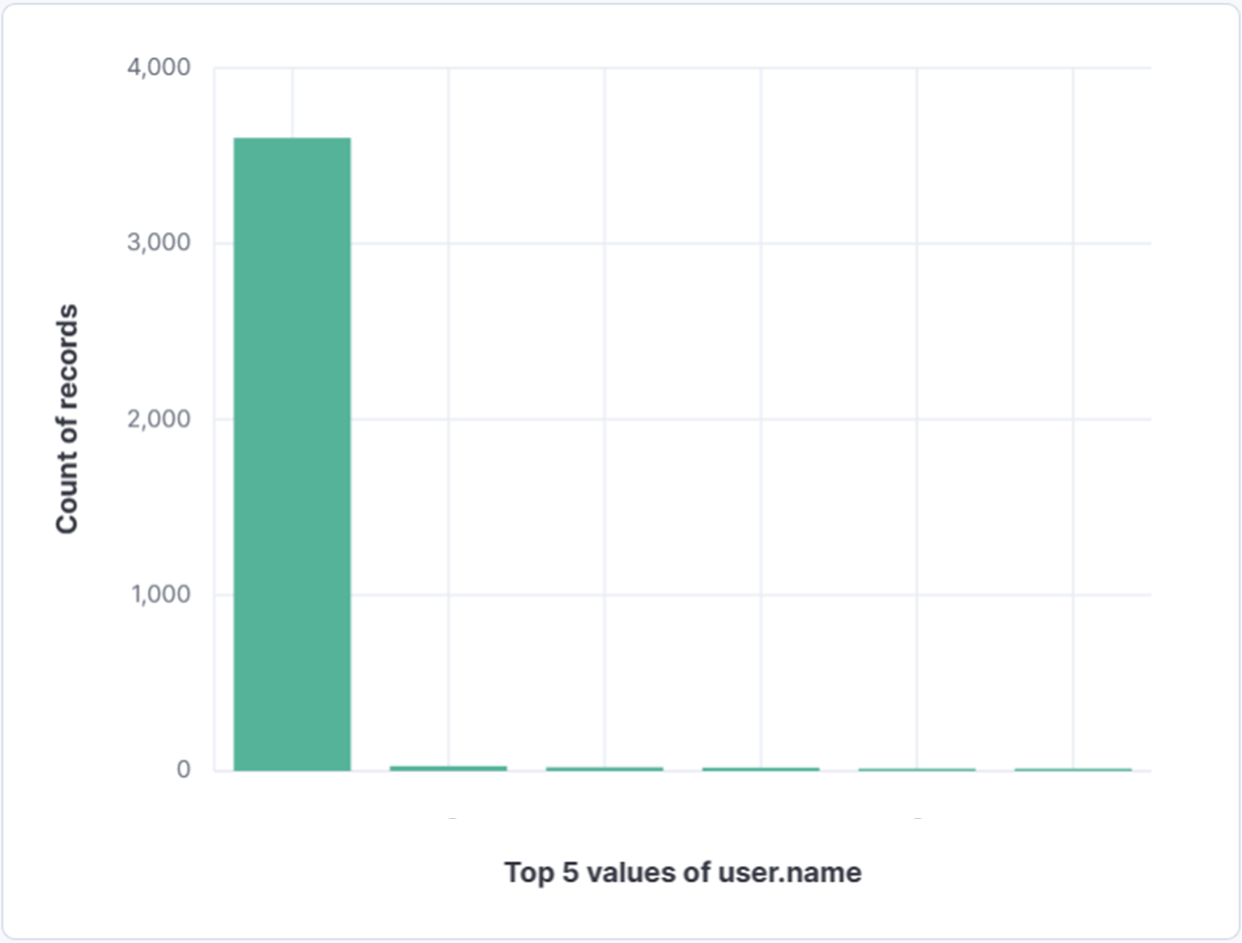 4,000
3,000
2,000
1,000
0
Count of records
Top 5 values of user.name